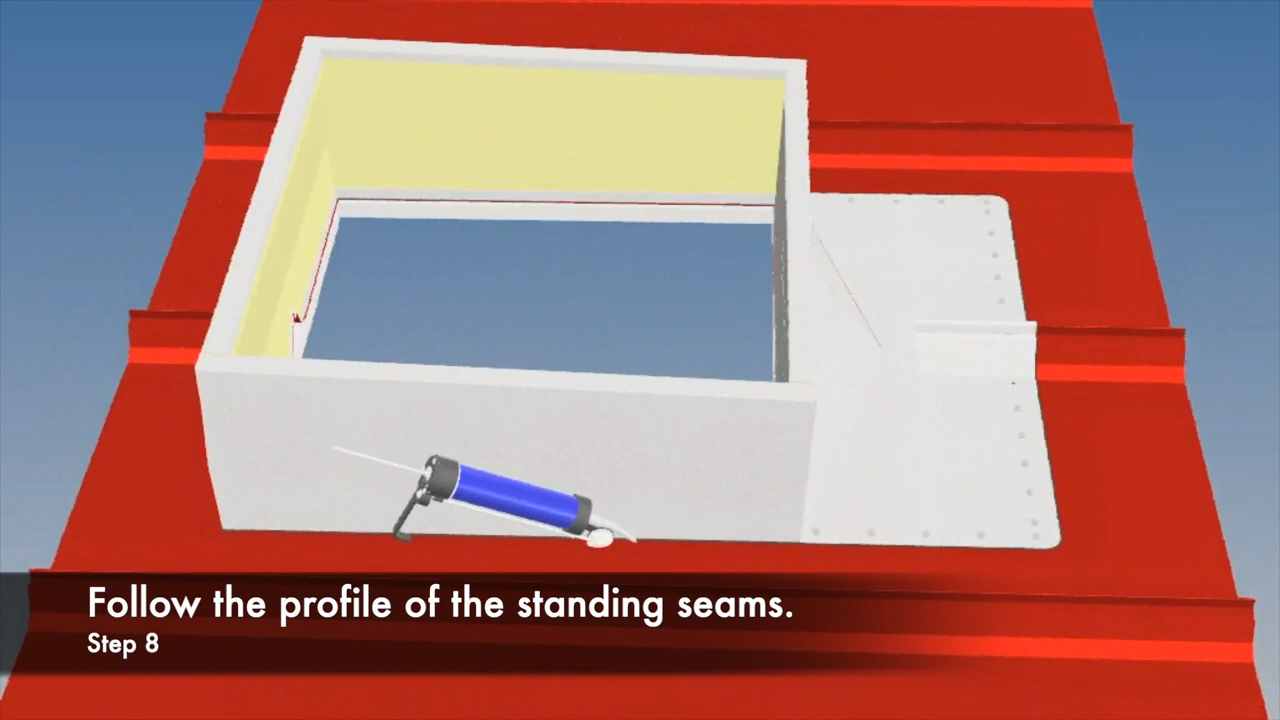 Follow the profile of the standing seams.
Step 8